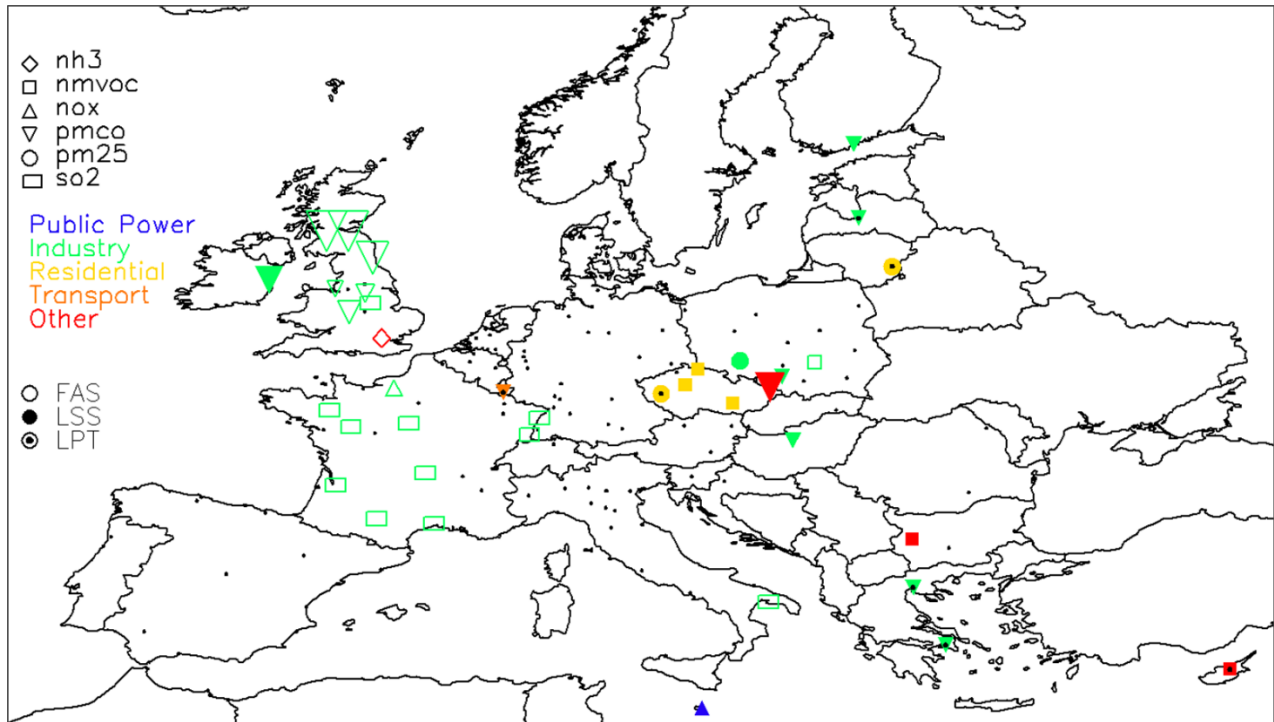 nh3
nmvoc
nox
pmco
pm25
so2
Public Power
Industry
Residential
Transport
Other
FAS
LSS
LPT